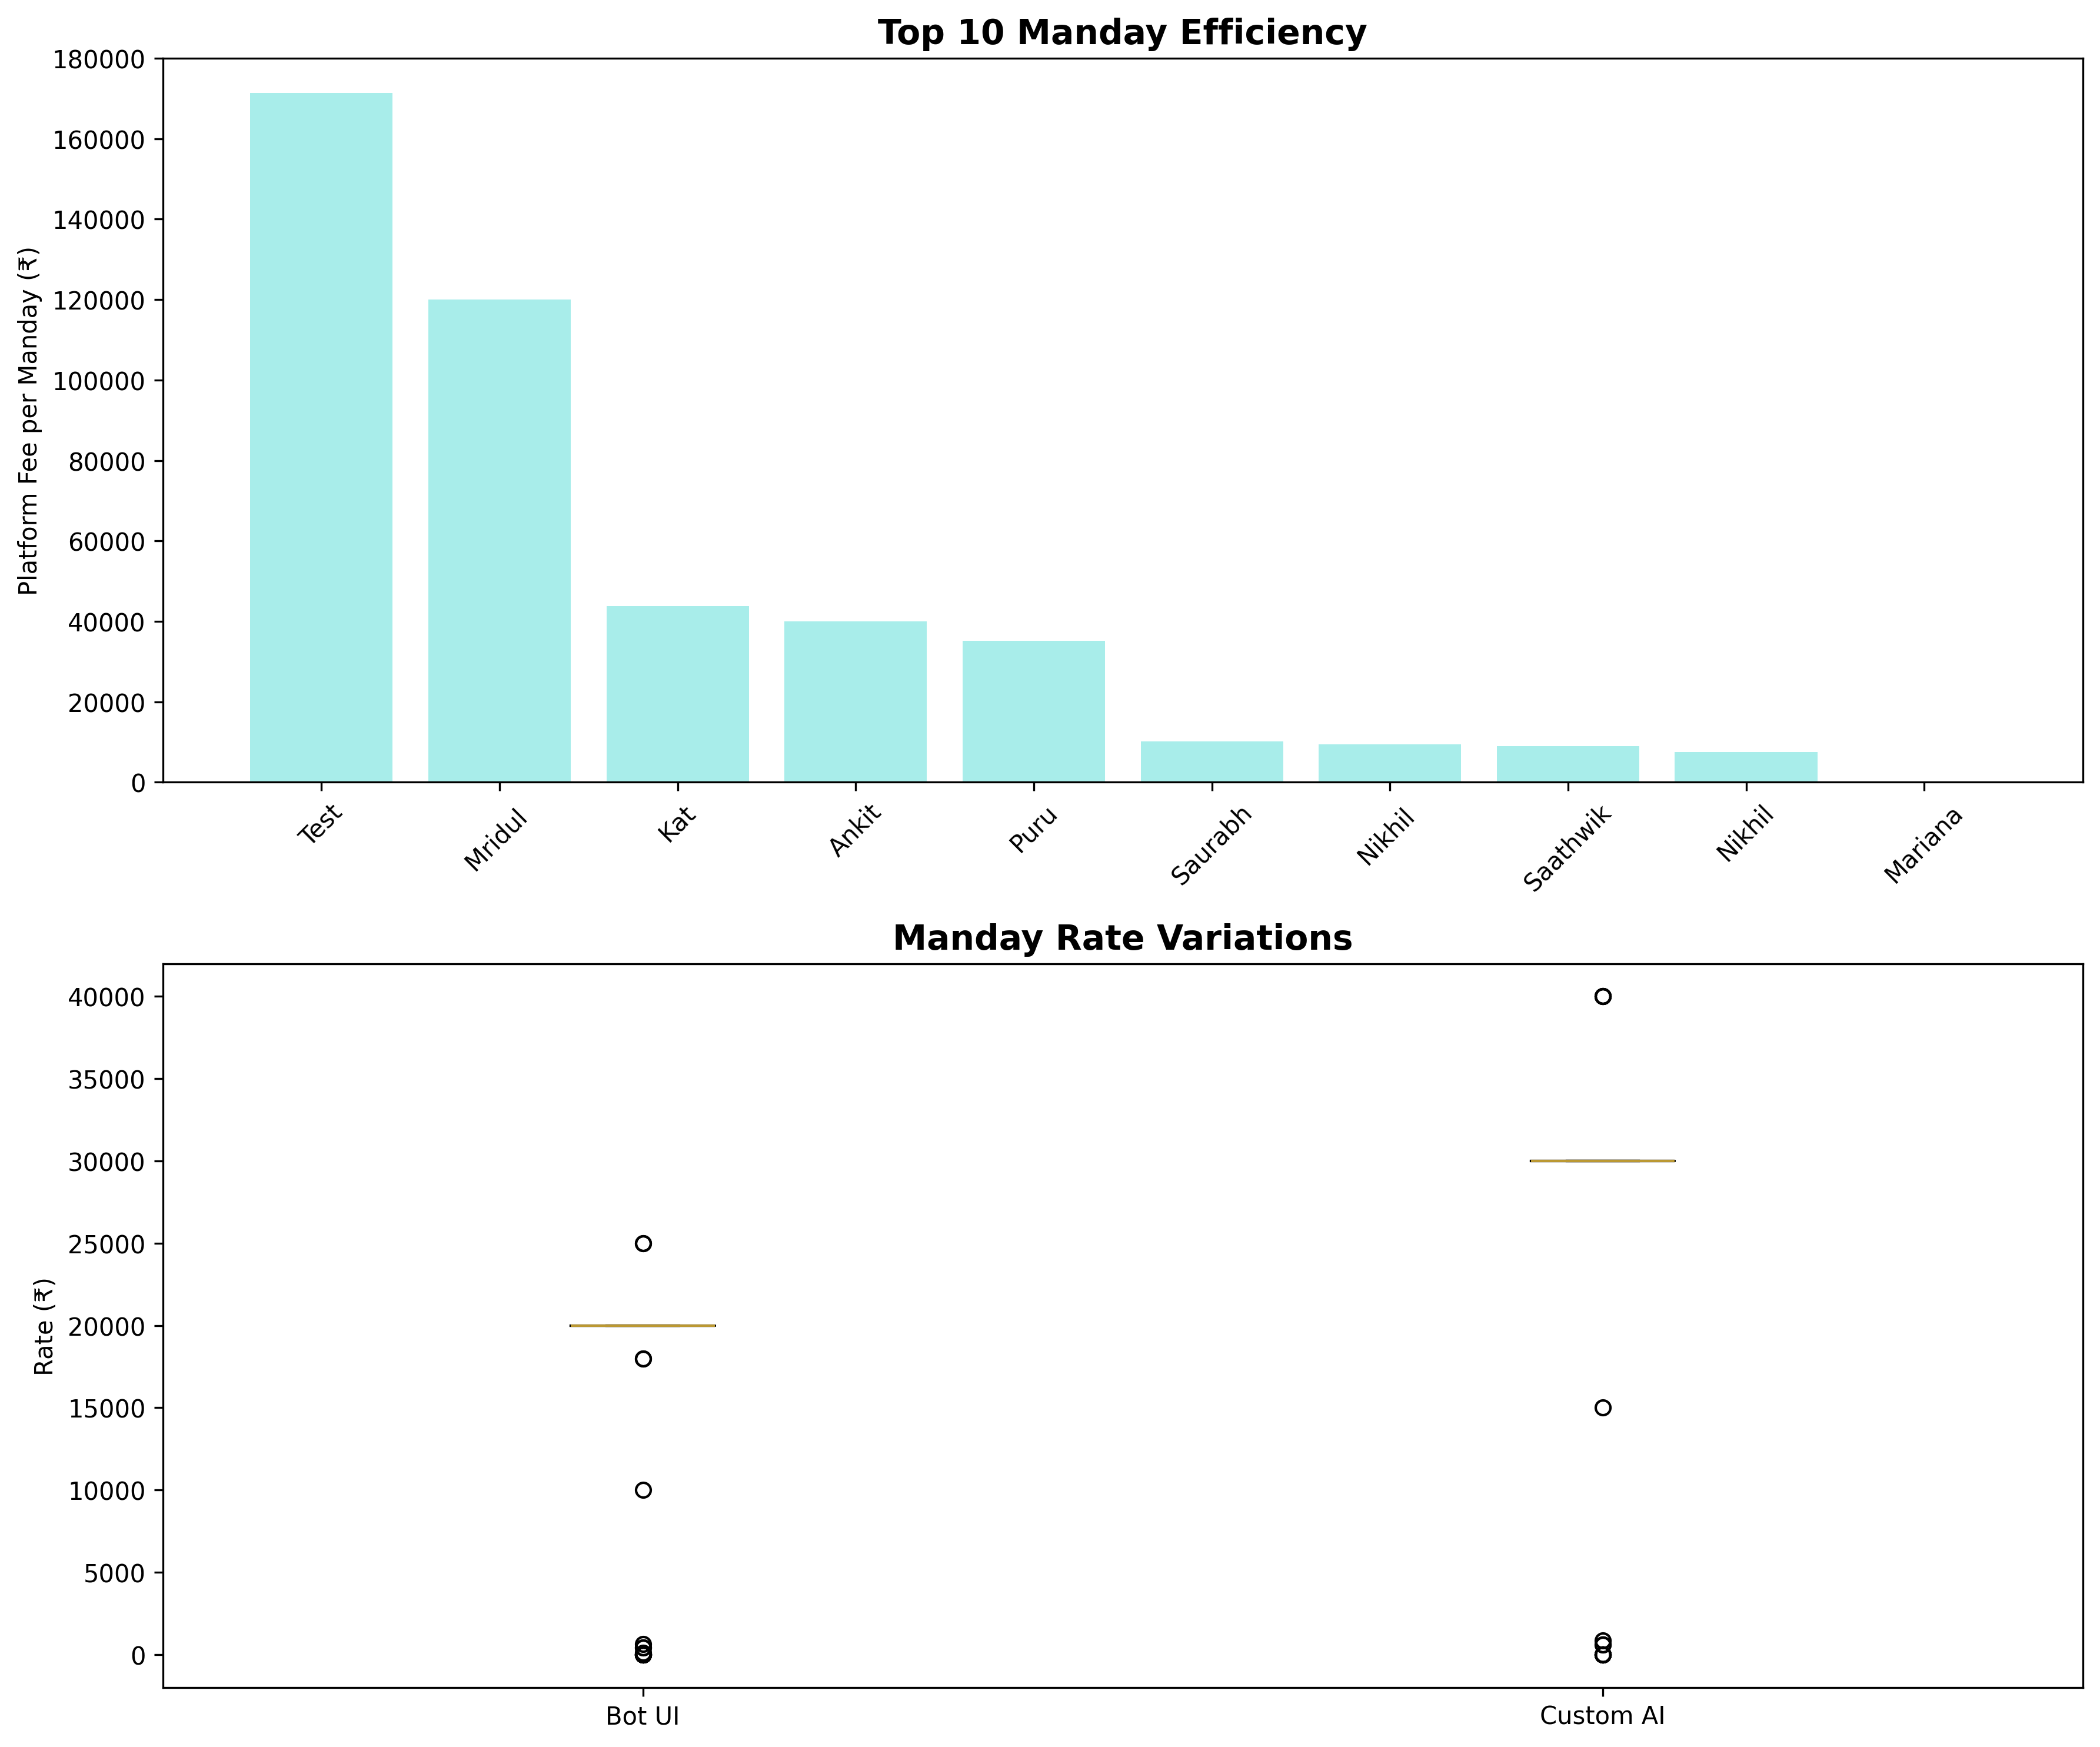 Top 10 Manday Efficiency
Platform Fee per Manday (₹)
180000
160000
140000
120000
100000
80000
60000
40000
20000
0
Test
Mridul
Kat
Ankit
Puru
Saurabh
Nikhil
Saathwik
Nikhil
Mariana
Manday Rate Variations
Rate (₹)
40000
35000
30000
25000
20000
15000
10000
5000
0
Bot UI
Custom AI